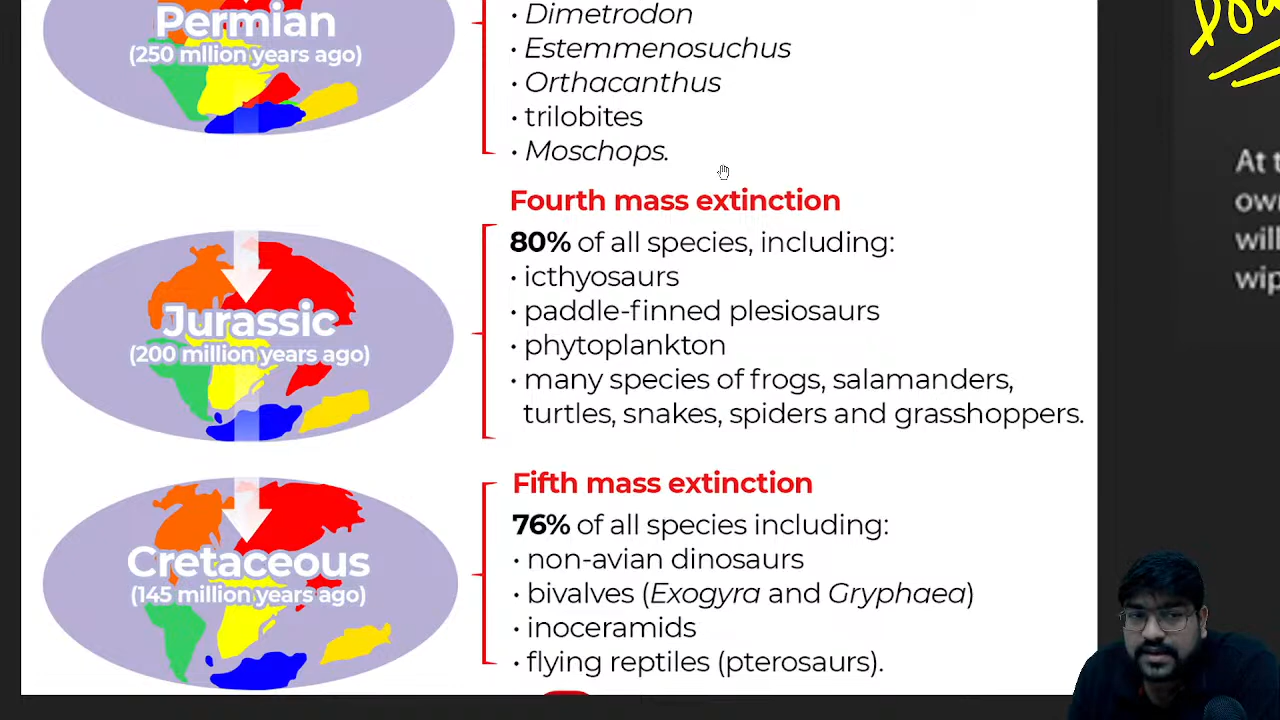 Permian
(250 mllion years ago)
• Dimetrodon
• Estemmenosuchus
• Orthacanthus
• trilobites
• Moschops.
Fourth mass extinction
80% of all species, including:
• icthyosaurs
• paddle-finned plesiosaurs
• phytoplankton
• many species of frogs, salamanders,
turtles, snakes, spiders and grasshoppers.
Jurassic
(200 million years ago)
Fifth mass extinction
76% of all species including:
• non-avian dinosaurs
• bivalves (Exogyra and Gryphaea)
• inoceramids
• flying reptiles (pterosaurs).
Cretaceous
(145 million years ago)
At
will